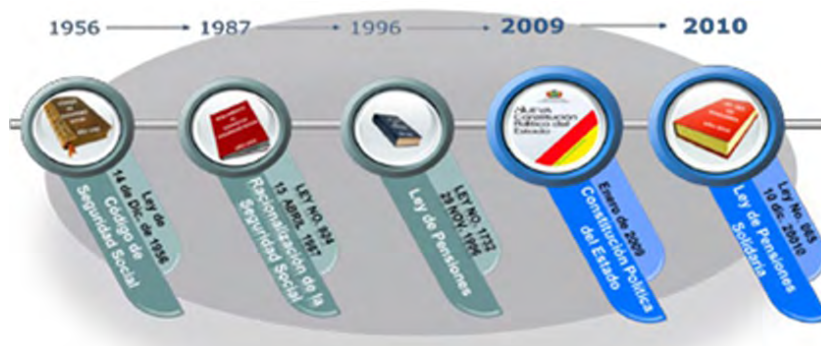 1956
1987
1996
2009
2010
Nueva
Constitución
Política del
Estado
Ley de
14 de Dic. de 1956
Código de
Seguridad Social
LEY NO. 924
15 ABRIL 1987
Racionalización de la
Seguridad Social
LEY NO. 1732
29 NOV. 1996
Ley de Pensiones
Enero de 2009
Constitución Política
del Estado
Ley No. 065
10 dic. 20010
Ley de Pensiones
Solidaria